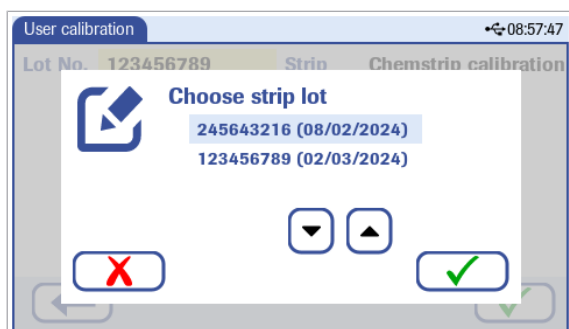 User calibration
08:57:47
Lot No. 123456789 Strip Chemstrip calibration
Choose strip lot
245643216 (08/02/2024)
123456789 (02/03/2024)